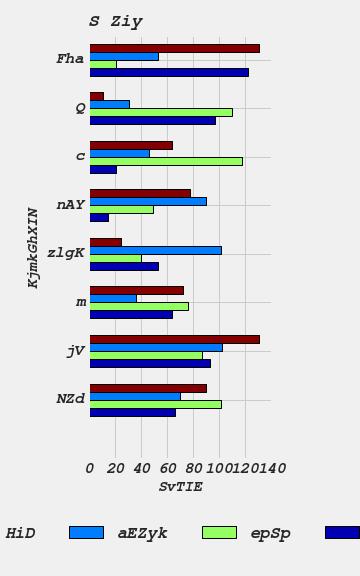 S Ziy
Fha
Q
c
nAY
zlgK
m
jV
NZd
KjmkGhXIN
0 20 40 60 80 100 120 140
SvTIE
HiD aEZyk epSp